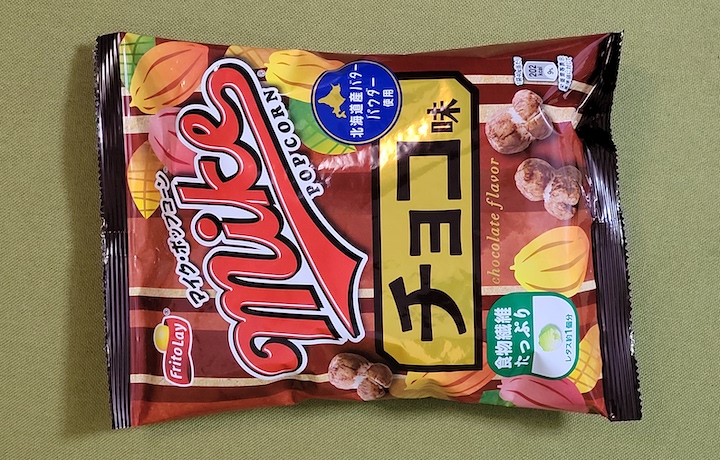 マイク・ポップコーン
Mike
POPCORN
FritoLay
北海道産バター
パウダー
使用
チョコ味
chocolate flavor
食物繊維
たっぷり
レタス約1個分
202